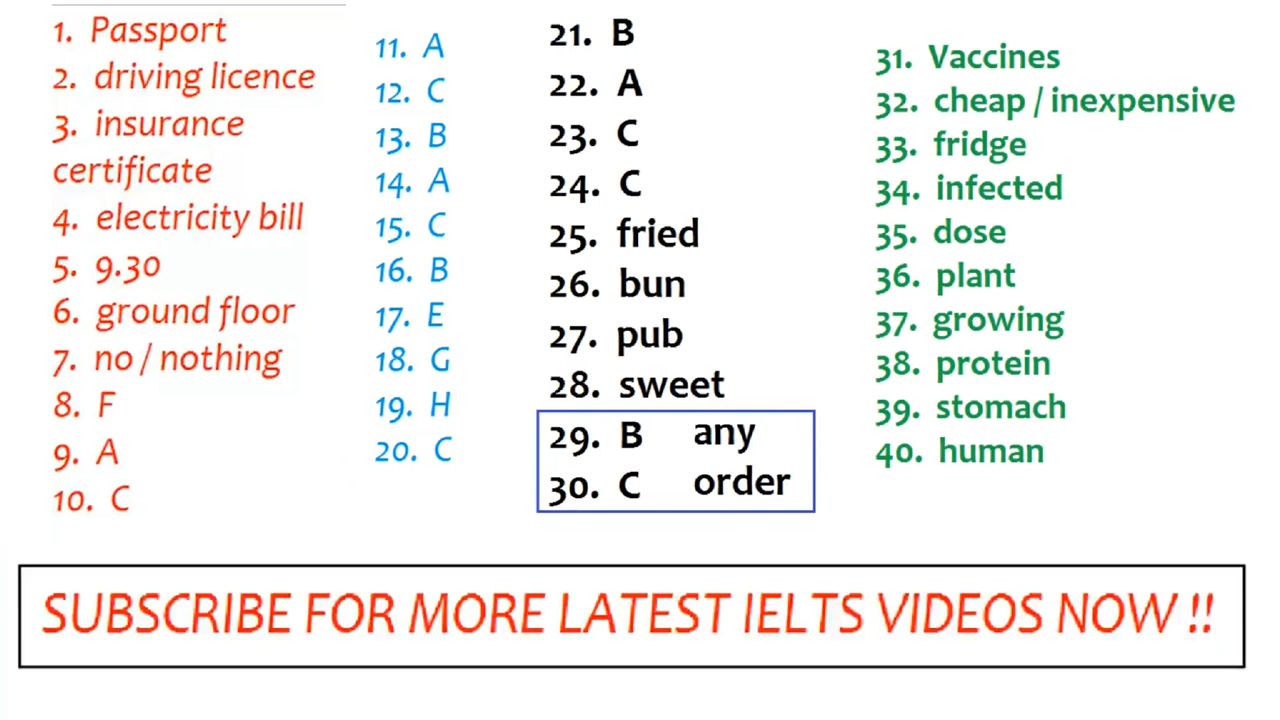 1. Passport
2. driving licence
3. insurance
certificate
4. electricity bill
5. 9.30
6. ground floor
7. no / nothing
8. F
9. A
10. C
11. A
12. C
13. B
14. A
15. C
16. B
17. E
18. G
19. H
20. C
21. B
22. A
23. C
24. C
25. fried
26. bun
27. pub
28. sweet
29. B any
30. C order
31. Vaccines
32. cheap / inexpensive
33. fridge
34. infected
35. dose
36. plant
37. growing
38. protein
39. stomach
40. human
SUBSCRIBE FOR MORE LATEST IELTS VIDEOS NOW !!